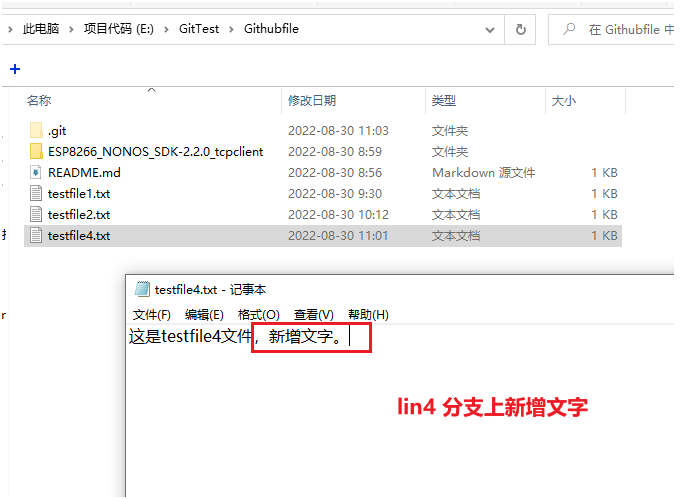 此电脑 > 项目代码 (E:) > GitTest > Githubfile
在 Githubfile 中
+
名称 修改日期 类型 大小
.git 2022-08-30 11:03 文件夹
ESP8266_NONOS_SDK-2.2.0_tcpclient 2022-08-30 8:59 文件夹
README.md 2022-08-30 8:56 Markdown 源文件 1 KB
testfile1.txt 2022-08-30 9:30 文本文档 1 KB
testfile2.txt 2022-08-30 10:12 文本文档 1 KB
testfile4.txt 2022-08-30 11:01 文本文档 1 KB
testfile4.txt - 记事本
文件(F) 编辑(E) 格式(O) 查看(V) 帮助(H)
这是testfile4文件，新增文字。
lin4 分支上新增文字